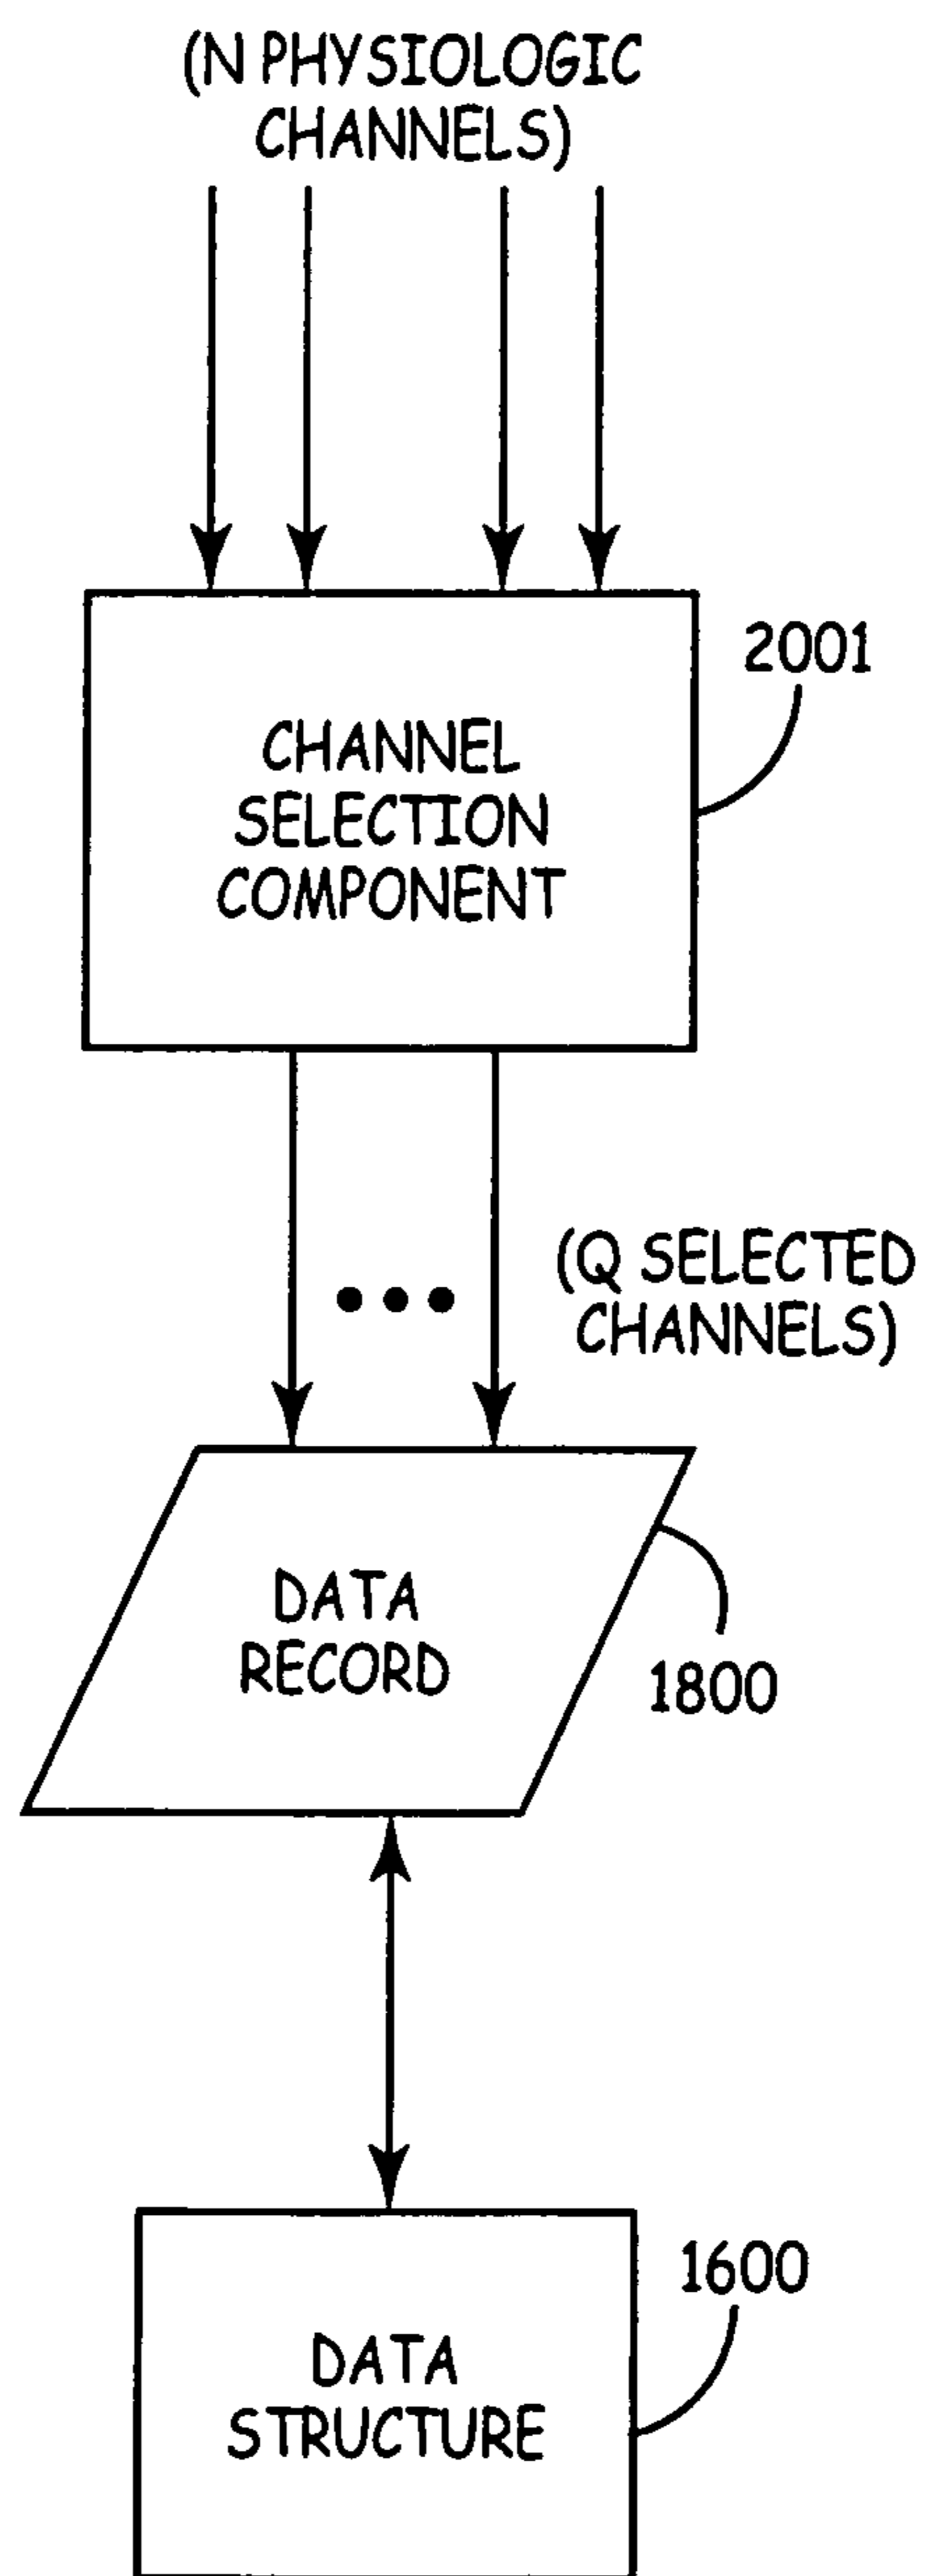 (N PHYSIOLOGIC
CHANNELS)
2001
CHANNEL
SELECTION
COMPONENT
(Q SELECTED
CHANNELS)
DATA
RECORD
1800
1600
DATA
STRUCTURE